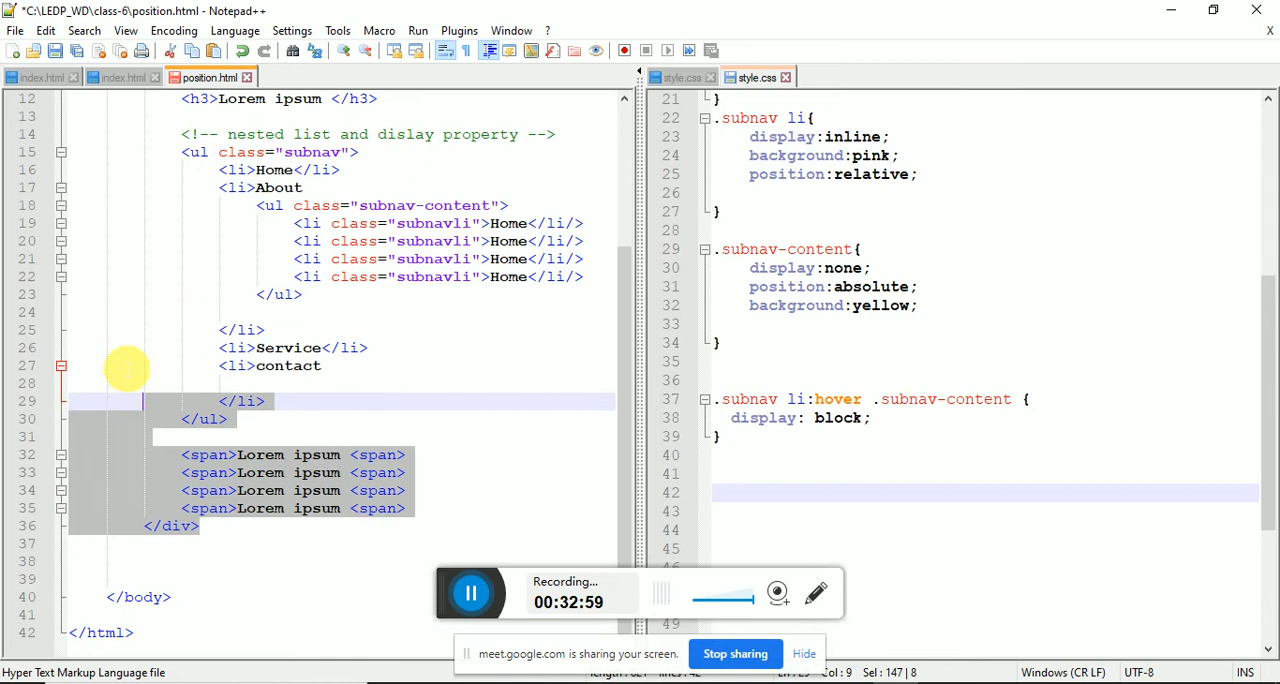 *C:\LEDP_WD\class-6\position.html - Notepad++
File Edit Search View Encoding Language Settings Tools Macro Run Plugins Window ? X
index.html index.html position.html
style.css style.css
12 <h3>Lorem ipsum </h3>
13
14 <!-- nested list and dislay property -->
15 <ul class="subnav">
16 <li>Home</li>
17 <li>About
18 <ul class="subnav-content">
19 <li class="subnavli">Home</li/>
20 <li class="subnavli">Home</li/>
21 <li class="subnavli">Home</li/>
22 <li class="subnavli">Home</li/>
23 </ul>
24
25 </li>
26 <li>Service</li>
27 <li>contact
28
29 </li>
30 </ul>
31
32 <span>Lorem ipsum <span>
33 <span>Lorem ipsum <span>
34 <span>Lorem ipsum <span>
35 <span>Lorem ipsum <span>
36 </div>
37
38
39
40 </body>
41
42 </html>
21 }
22 .subnav li{
23 display:inline;
24 background:pink;
25 position:relative;
26
27 }
28
29 .subnav-content{
30 display:none;
31 position:absolute;
32 background:yellow;
33
34 }
35
36
37 .subnav li:hover .subnav-content {
38 display: block;
39 }
40
41
42
43
44
45
49
Recording...
00:32:59
meet.google.com is sharing your screen. Stop sharing Hide
Hyper Text Markup Language file Col : 9 Sel : 147 | 8 Windows (CR LF) UTF-8 INS